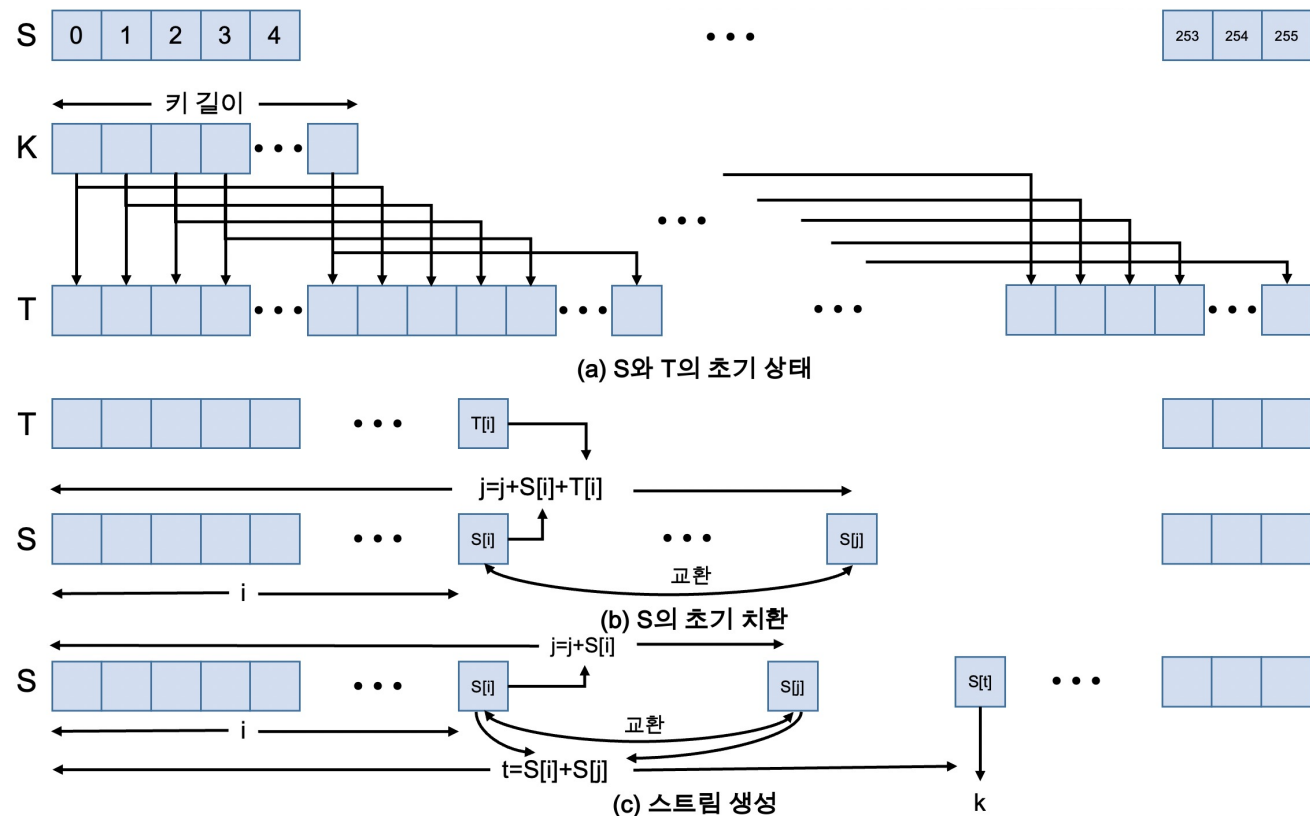 S 0 1 2 3 4 ••• 253 254 255
키 길이
K •••
•••
T ••• ••• ••• •••
(a) S와 T의 초기 상태
T ••• T[i]
j=j+S[i]+T[i]
S ••• S[i] ••• S[j]
교환
i
(b) S의 초기 치환
j=j+S[i]
S ••• S[i] S[j] S[t] •••
교환
i
t=S[i]+S[j]
(c) 스트림 생성 k